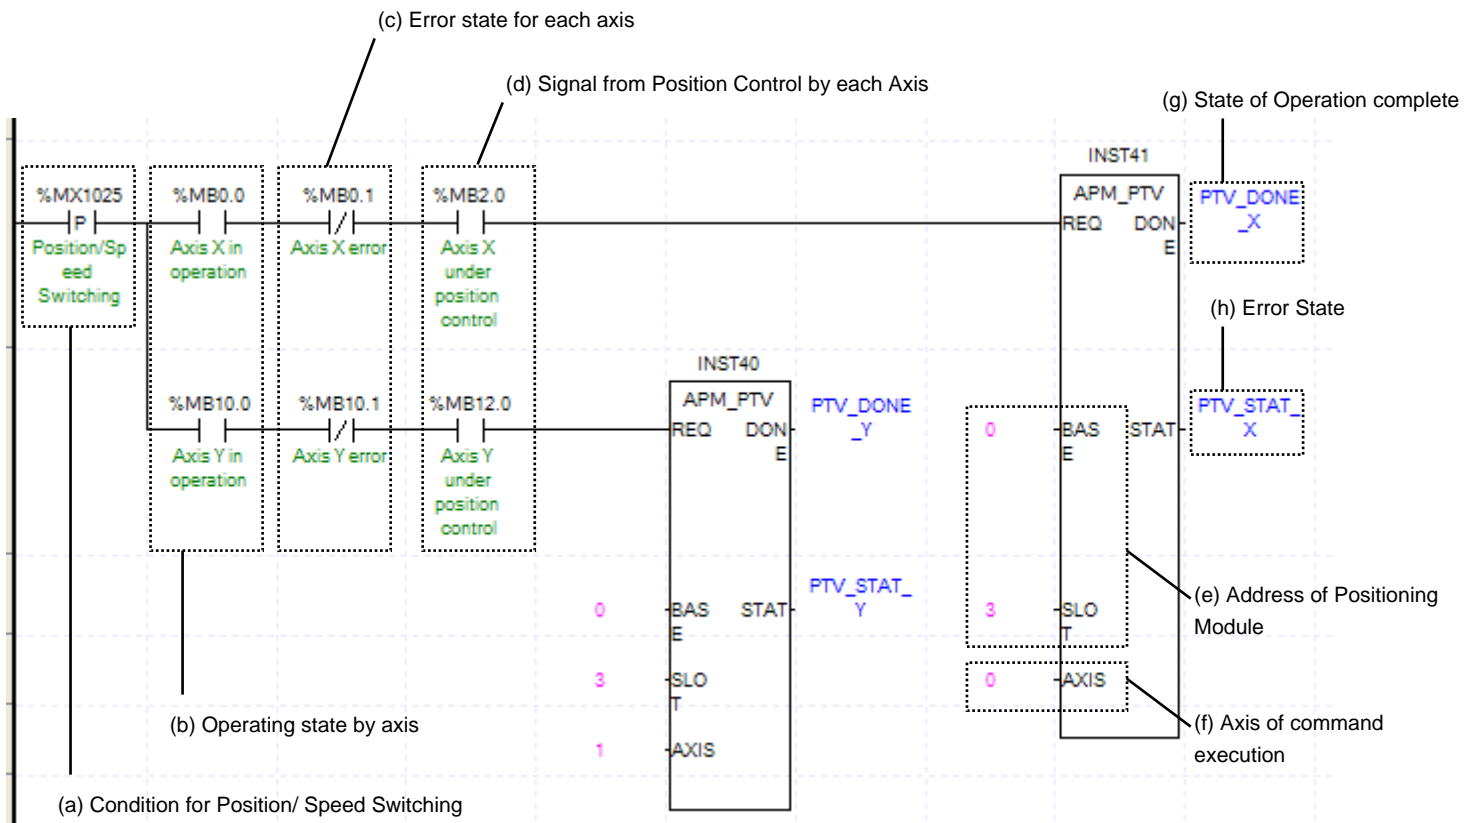 (c) Error state for each axis
(d) Signal from Position Control by each Axis
(g) State of Operation complete
INST41
%MX1025
%MB0.0
%MB0.1
%MB2.0
APM_PTV
PTV_DONE
_X
P
REQ
DON
E
Position/Sp
eed
Switching
Axis X in
operation
Axis X error
Axis X
under
position
control
(h) Error State
INST40
%MB10.0
%MB10.1
%MB12.0
APM_PTV
PTV_DONE
_Y
PTV_STAT_
X
REQ
DON
E
0
BAS
E
STAT
Axis Y in
operation
Axis Y error
Axis Y
under
position
control
PTV_STAT_
Y
0
BAS
E
STAT
3
SLO
T
(e) Address of Positioning
Module
3
SLO
T
0
AXIS
(b) Operating state by axis
(f) Axis of command
execution
1
AXIS
(a) Condition for Position/ Speed Switching